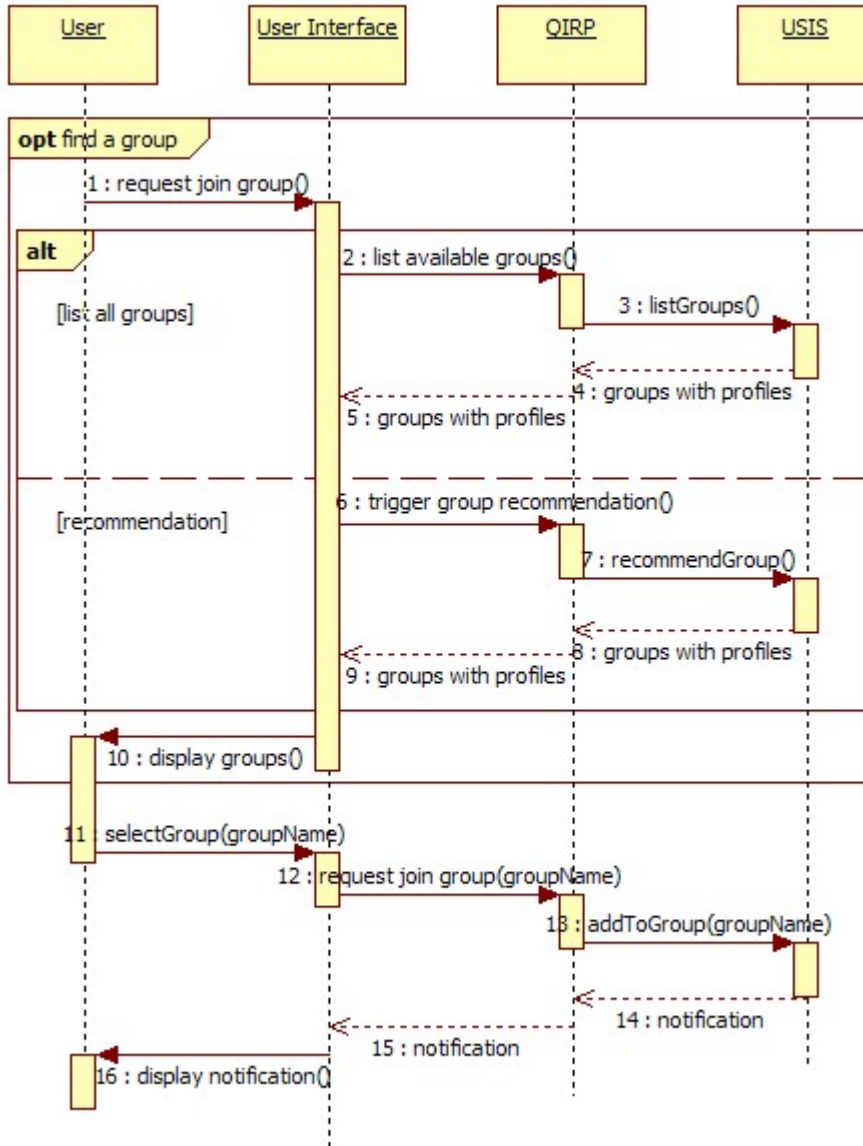 User
User Interface
QIRP
USIS
opt find a group
1 : request join group()
alt
2 : list available groups()
[list all groups]
3 : listGroups()
4 : groups with profiles
5 : groups with profiles
6 : trigger group recommendation()
[recommendation]
7 : recommendGroup()
8 : groups with profiles
9 : groups with profiles
10 : display groups()
11 : selectGroup(groupName)
12 : request join group(groupName)
13 : addToGroup(groupName)
14 : notification
15 : notification
16 : display notification()